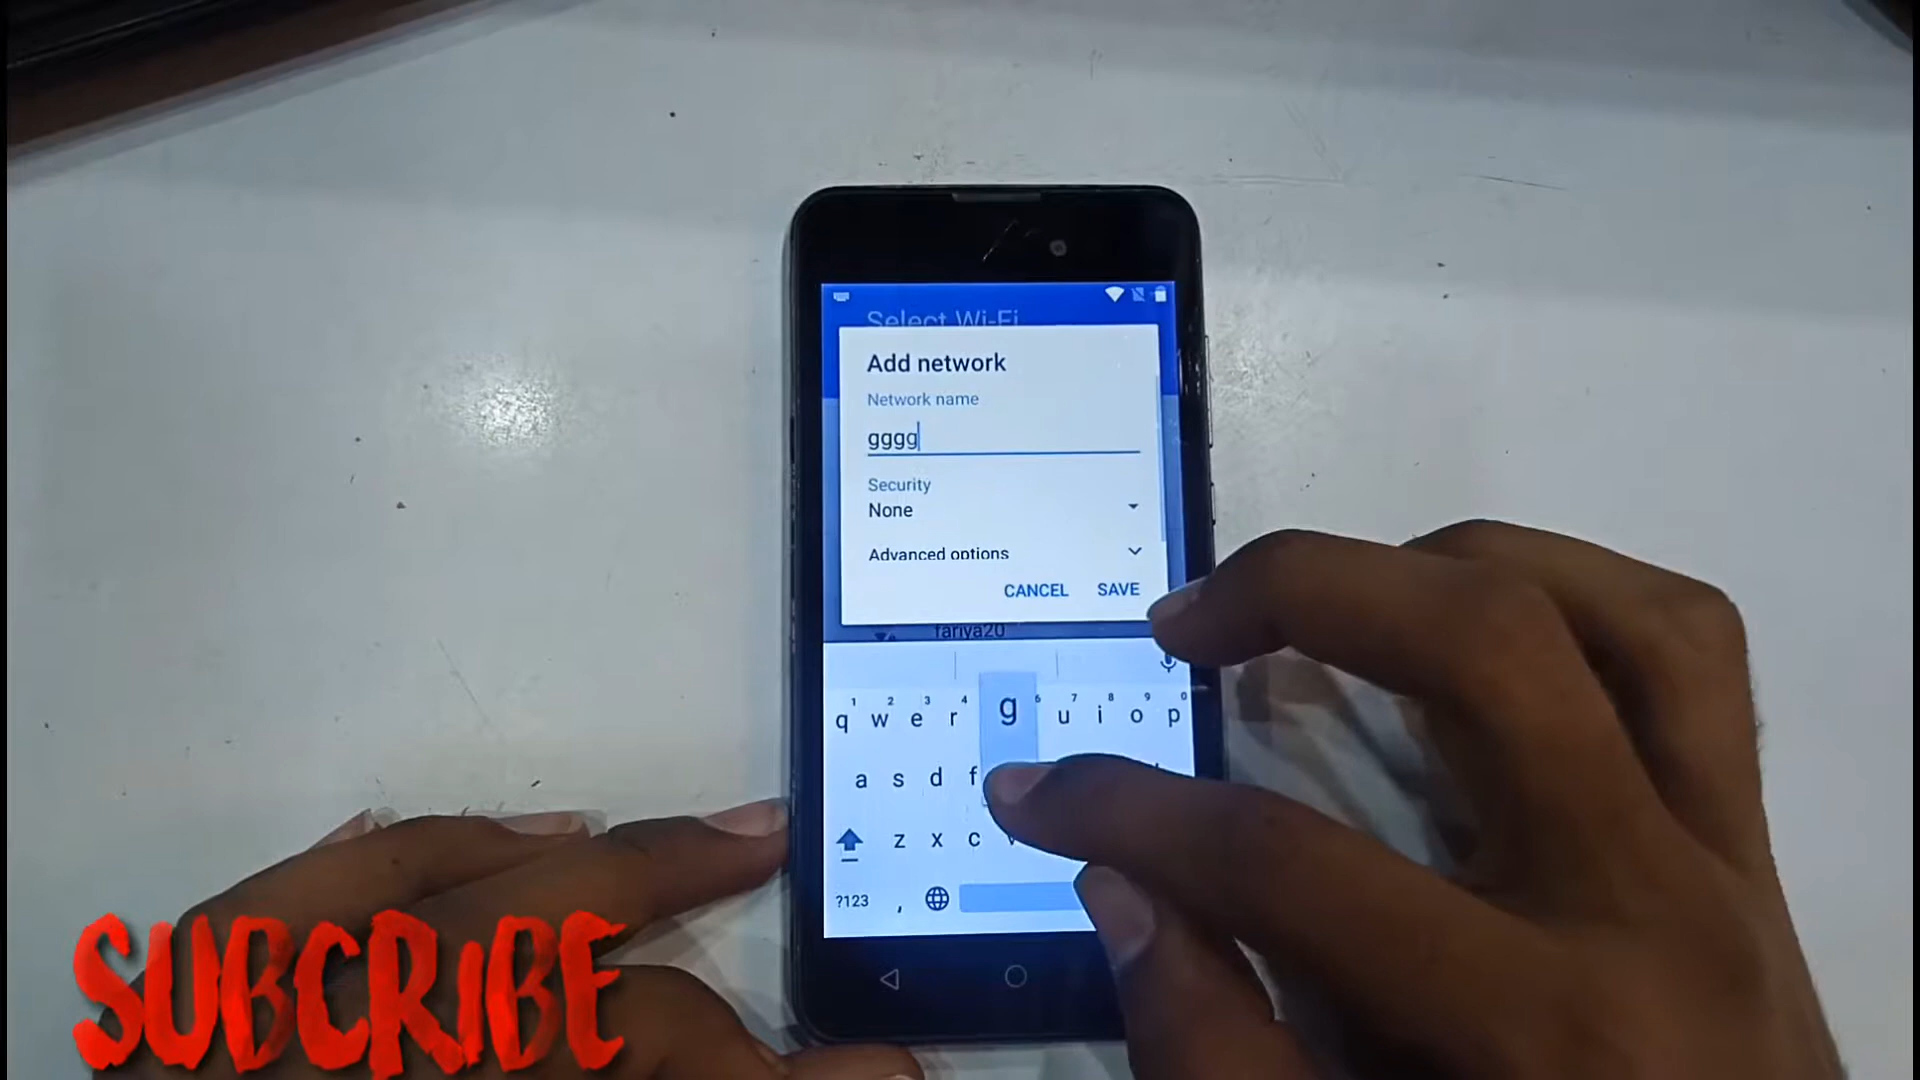 Select Wi-Fi
Add network
Network name
gggg
Security
None
Advanced options
CANCEL SAVE
fariya20
1 2 3 4 6 7 8 9 0
q w e r g u i o p
a s d f
z x c v
?123 ,
SUBCRIBE